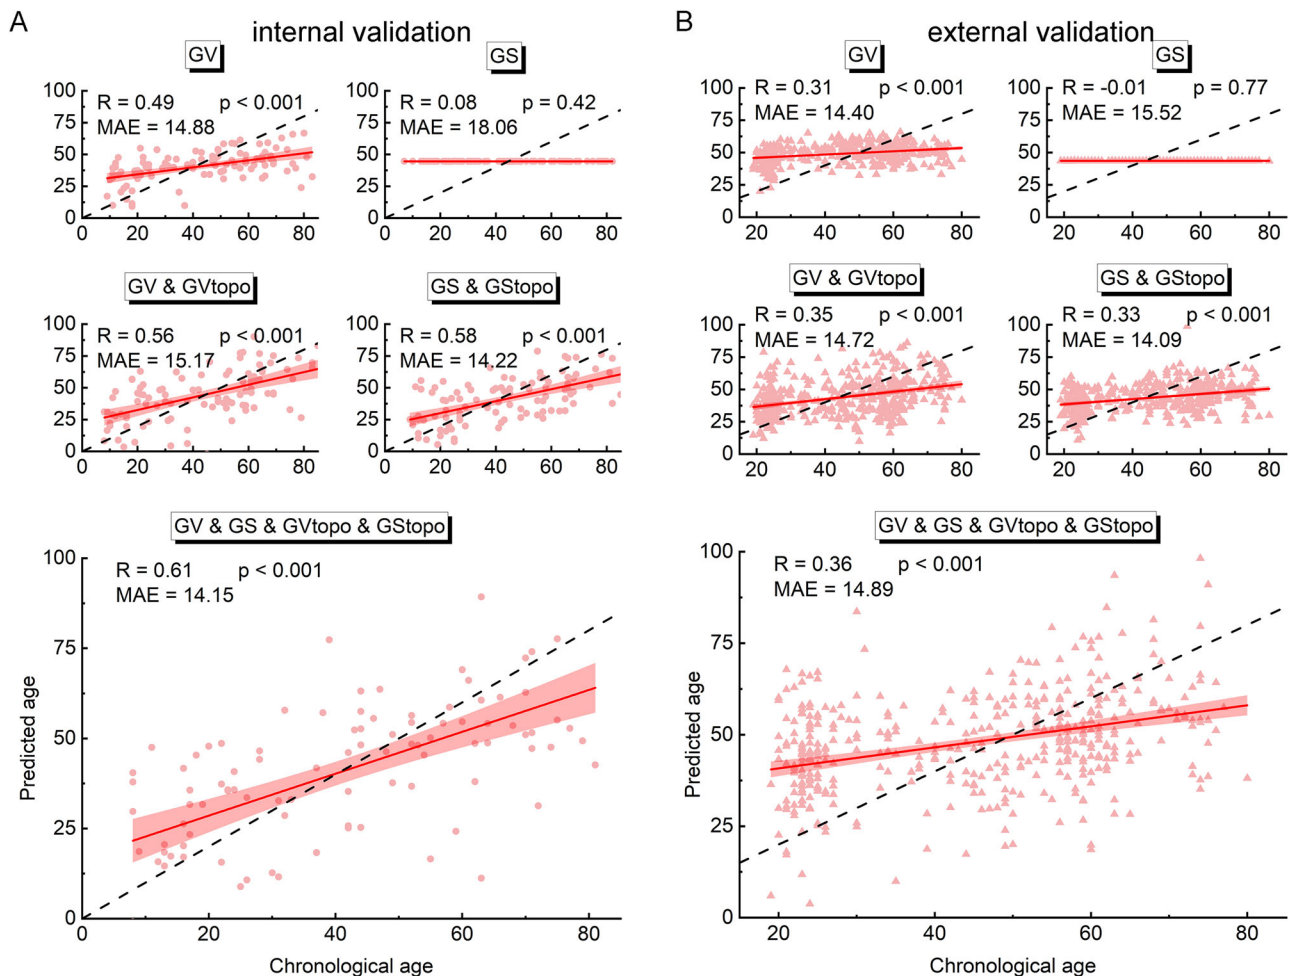 A
internal validation
GV
R = 0.49 p < 0.001
MAE = 14.88
100
75
50
25
0
0 20 40 60 80
GS
R = 0.08 p = 0.42
MAE = 18.06
100
75
50
25
0
0 20 40 60 80
GV & GVtopo
R = 0.56 p < 0.001
MAE = 15.17
100
75
50
25
0
0 20 40 60 80
GS & GStopo
R = 0.58 p < 0.001
MAE = 14.22
100
75
50
25
0
0 20 40 60 80
GV & GS & GVtopo & GStopo
R = 0.61 p < 0.001
MAE = 14.15
100
75
50
25
0
Predicted age
0 20 40 60 80
Chronological age
B
external validation
GV
R = 0.31 p < 0.001
MAE = 14.40
100
75
50
25
0
20 40 60 80
GS
R = -0.01 p = 0.77
MAE = 15.52
100
75
50
25
0
20 40 60 80
GV & GVtopo
R = 0.35 p < 0.001
MAE = 14.72
100
75
50
25
0
20 40 60 80
GS & GStopo
R = 0.33 p < 0.001
MAE = 14.09
100
75
50
25
0
20 40 60 80
GV & GS & GVtopo & GStopo
R = 0.36 p < 0.001
MAE = 14.89
100
75
50
25
0
Predicted age
20 40 60 80
Chronological age